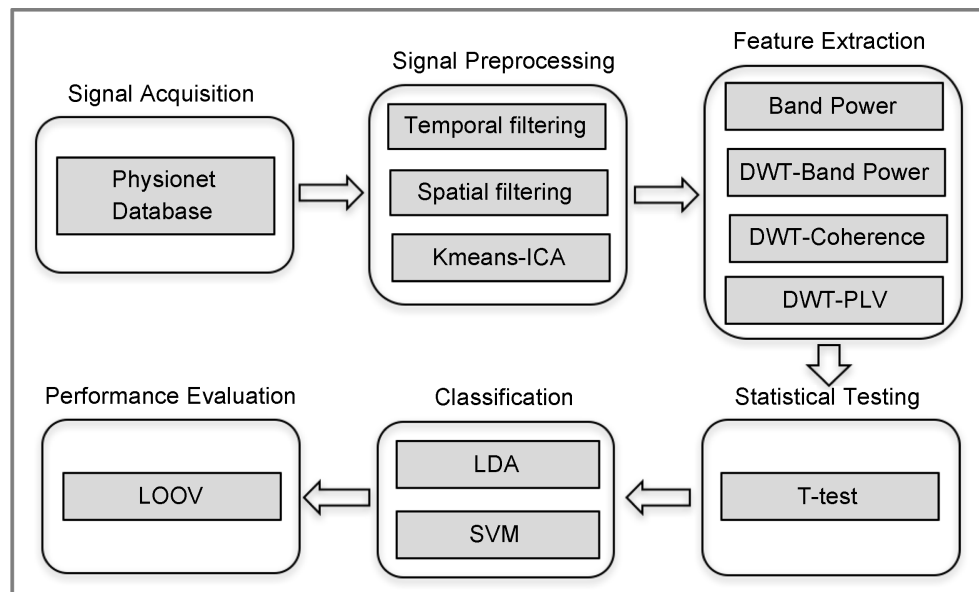 Signal Acquisition
Physionet
Database
Signal Preprocessing
Temporal filtering
Spatial filtering
Kmeans-ICA
Feature Extraction
Band Power
DWT-Band Power
DWT-Coherence
DWT-PLV
Statistical Testing
T-test
Classification
LDA
SVM
Performance Evaluation
LOOV